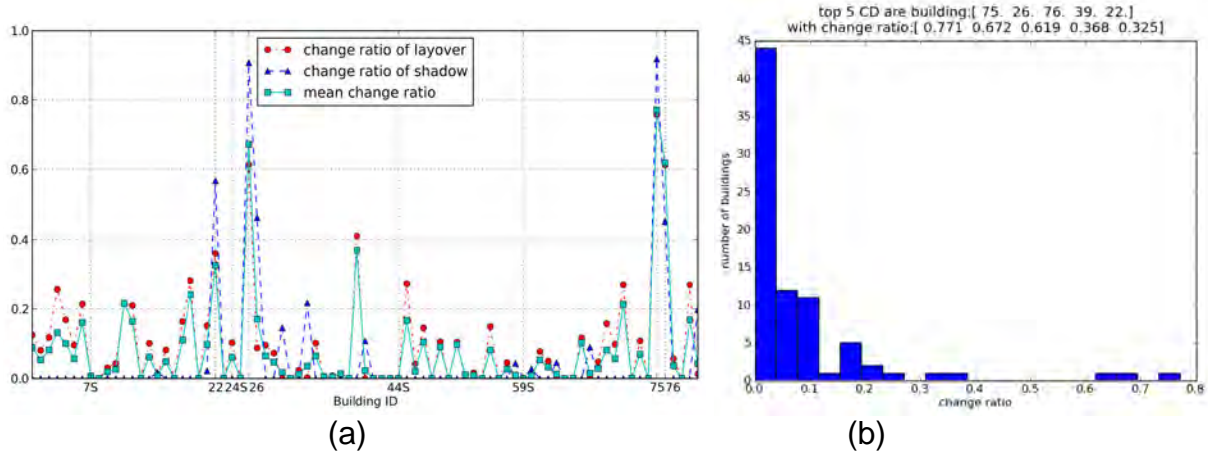 1.0
0.8
0.6
0.4
0.2
0.0
change ratio of layover
change ratio of shadow
mean change ratio
75 2224526 445 595 7576
Building ID
(a)
top 5 CD are building:[ 75. 26. 76. 39. 22.]
with change ratio:[ 0.771 0.672 0.619 0.368 0.325]
45
40
35
30
25
20
15
10
5
0
number of buildings
0.0 0.1 0.2 0.3 0.4 0.5 0.6 0.7 0.8
change ratio
(b)